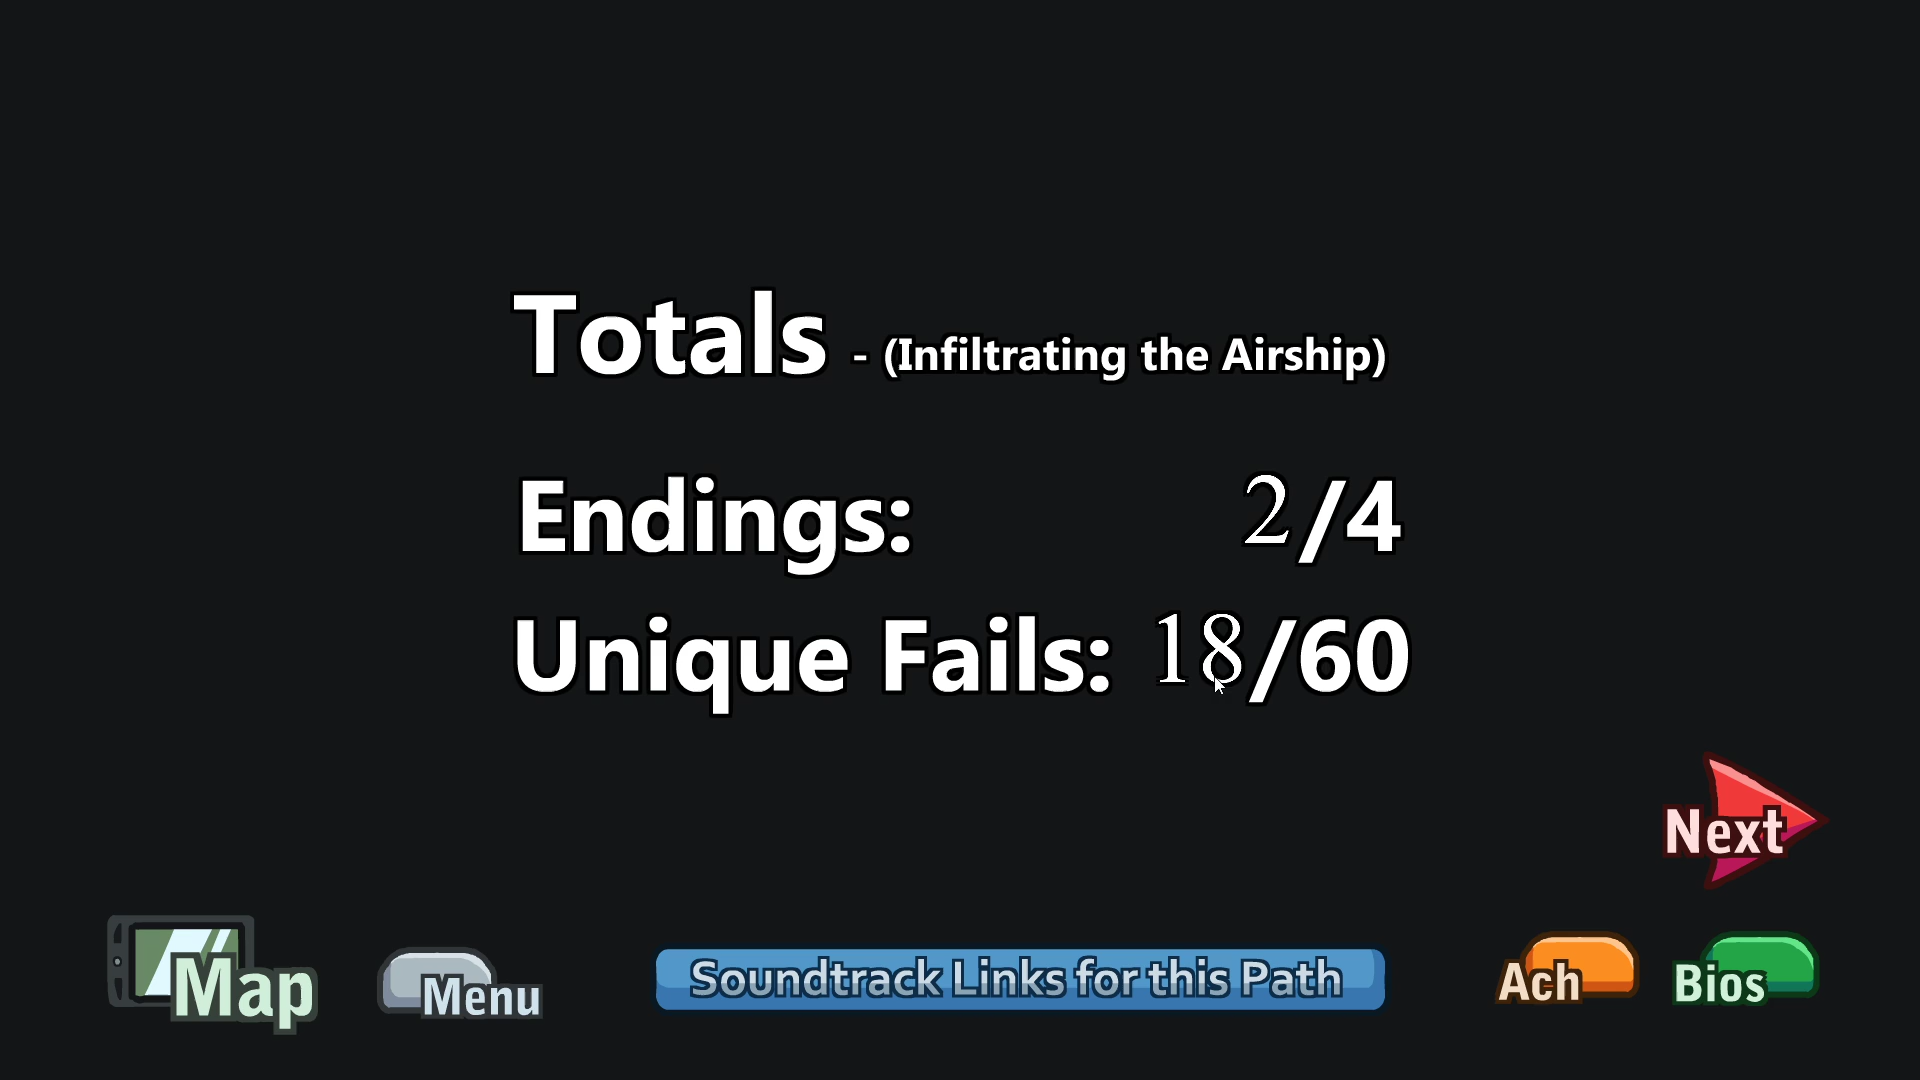 Totals - (Infiltrating the Airship)
Endings: 2/4
Unique Fails: 18/60
Next
Map
Menu
Soundtrack Links for this Path
Ach
Bios